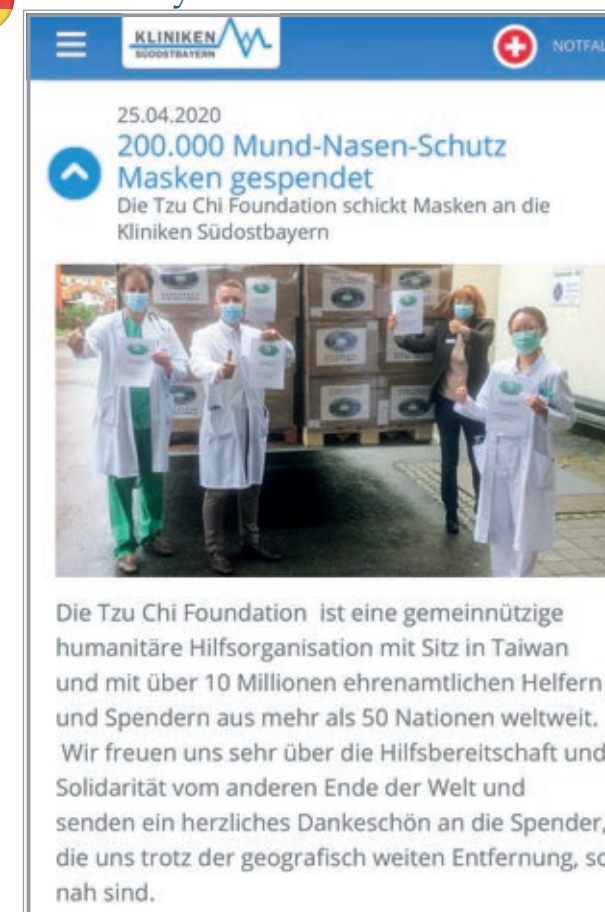 KLINIKEN
SÜDOSTBAYERN
NOTFAL
25.04.2020
200.000 Mund-Nasen-Schutz
Masken gespendet
Die Tzu Chi Foundation schickt Masken an die
Kliniken Südostbayern
Die Tzu Chi Foundation ist eine gemeinnützige
humanitäre Hilfsorganisation mit Sitz in Taiwan
und mit über 10 Millionen ehrenamtlichen Helfern
und Spendern aus mehr als 50 Nationen weltweit.
Wir freuen uns sehr über die Hilfsbereitschaft und
Solidarität vom anderen Ende der Welt und
senden ein herzliches Dankeschön an die Spender,
die uns trotz der geografisch weiten Entfernung, so
nah sind.